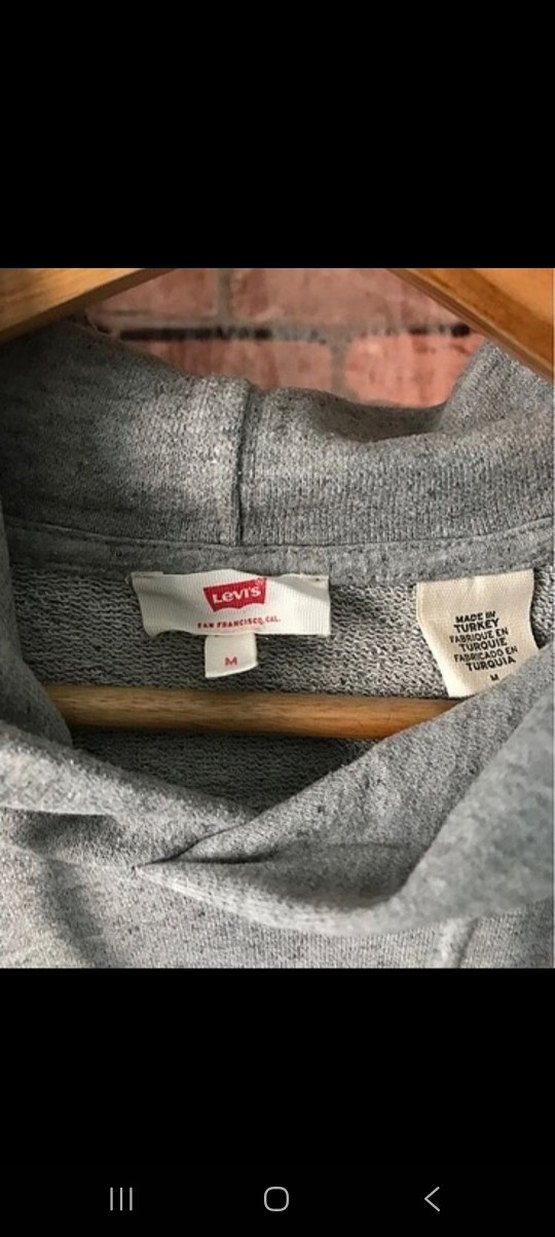 Levi's
SAN FRANCISCO, CAL.
M
MADE IN
TURKEY
FABRIQUE EN
TURQUIE
FABRICADO EN
TURQUIA
M